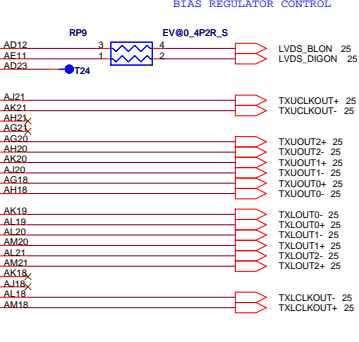 BIAS REGULATOR CONTROL
RP9 EV@0_4P2R_S
AD12 3 4 LVDS_BLON 25
AE11 1 2 LVDS_DIGON 25
AD23 T24
AJ21 TXUCLKOUT+ 25
AK21 TXUCLKOUT- 25
AH21
AG21
AG20 TXUOUT2+ 25
AH20 TXUOUT2- 25
AK20 TXUOUT1+ 25
AJ20 TXUOUT1- 25
AG18 TXUOUT0+ 25
AH18 TXUOUT0- 25
AK19 TXLOUT0- 25
AL19 TXLOUT0+ 25
AL20 TXLOUT1- 25
AM20 TXLOUT1+ 25
AL21 TXLOUT2- 25
AM21 TXLOUT2+ 25
AK18
AJ18
AL18 TXLCLKOUT- 25
AM18 TXLCLKOUT+ 25